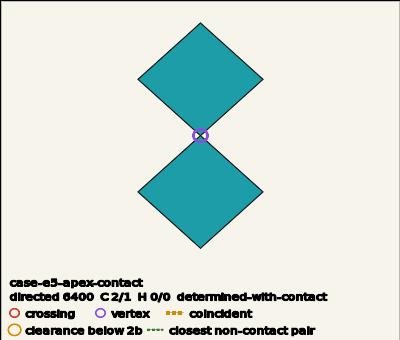 case-e5-apex-contact
directed 6400 C 2/1 H 0/0 determined-with-contact
crossing vertex coincident
clearance below 2b closest non-contact pair